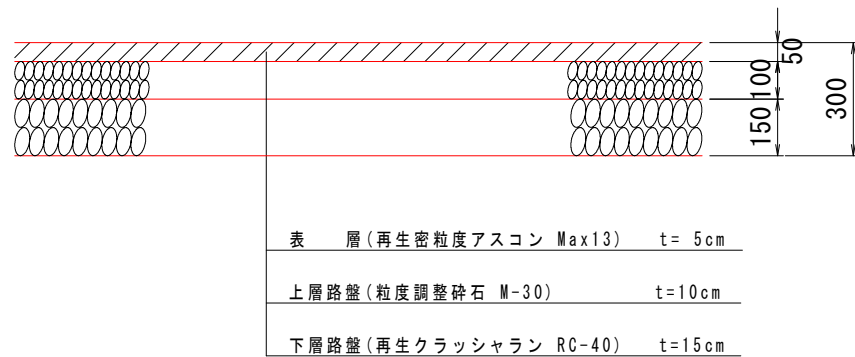 50
100
150
300
表　　層(再生密粒度アスコン Max13)　　t= 5cm
上層路盤(粒度調整砕石 M-30)　　t=10cm
下層路盤(再生クラッシャラン RC-40)　　t=15cm